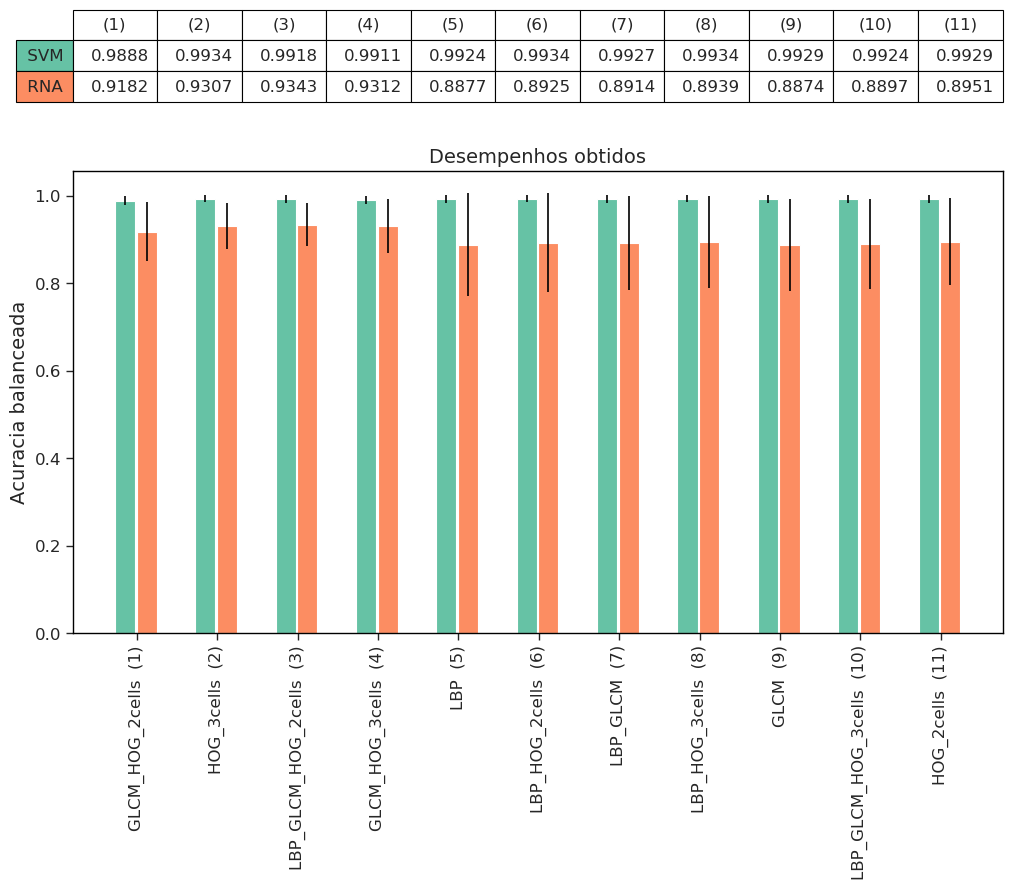 (1) (2) (3) (4) (5) (6) (7) (8) (9) (10) (11)
SVM 0.9888 0.9934 0.9918 0.9911 0.9924 0.9934 0.9927 0.9934 0.9929 0.9924 0.9929
RNA 0.9182 0.9307 0.9343 0.9312 0.8877 0.8925 0.8914 0.8939 0.8874 0.8897 0.8951
Desempenhos obtidos
Acuracia balanceada
1.0
0.8
0.6
0.4
0.2
0.0
GLCM_HOG_2cells (1)
HOG_3cells (2)
LBP_GLCM_HOG_2cells (3)
GLCM_HOG_3cells (4)
LBP (5)
LBP_HOG_2cells (6)
LBP_GLCM (7)
LBP_HOG_3cells (8)
GLCM (9)
LBP_GLCM_HOG_3cells (10)
HOG_2cells (11)